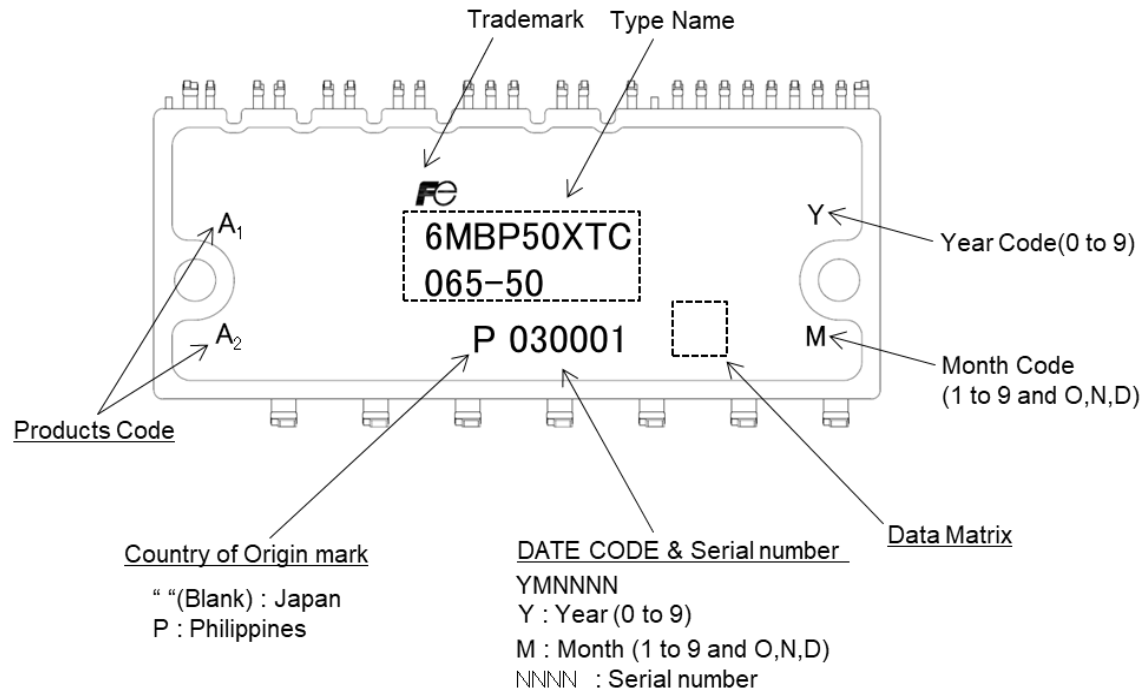 Trademark
Type Name
Fe
6MBP50XTC
065-50
P 030001
A₁
A₂
Y
M
Year Code(0 to 9)
Month Code
(1 to 9 and O,N,D)
Products Code
Country of Origin mark
“ “(Blank) : Japan
P : Philippines
DATE CODE & Serial number
YMNNNN
Y : Year (0 to 9)
M : Month (1 to 9 and O,N,D)
NNNN : Serial number
Data Matrix